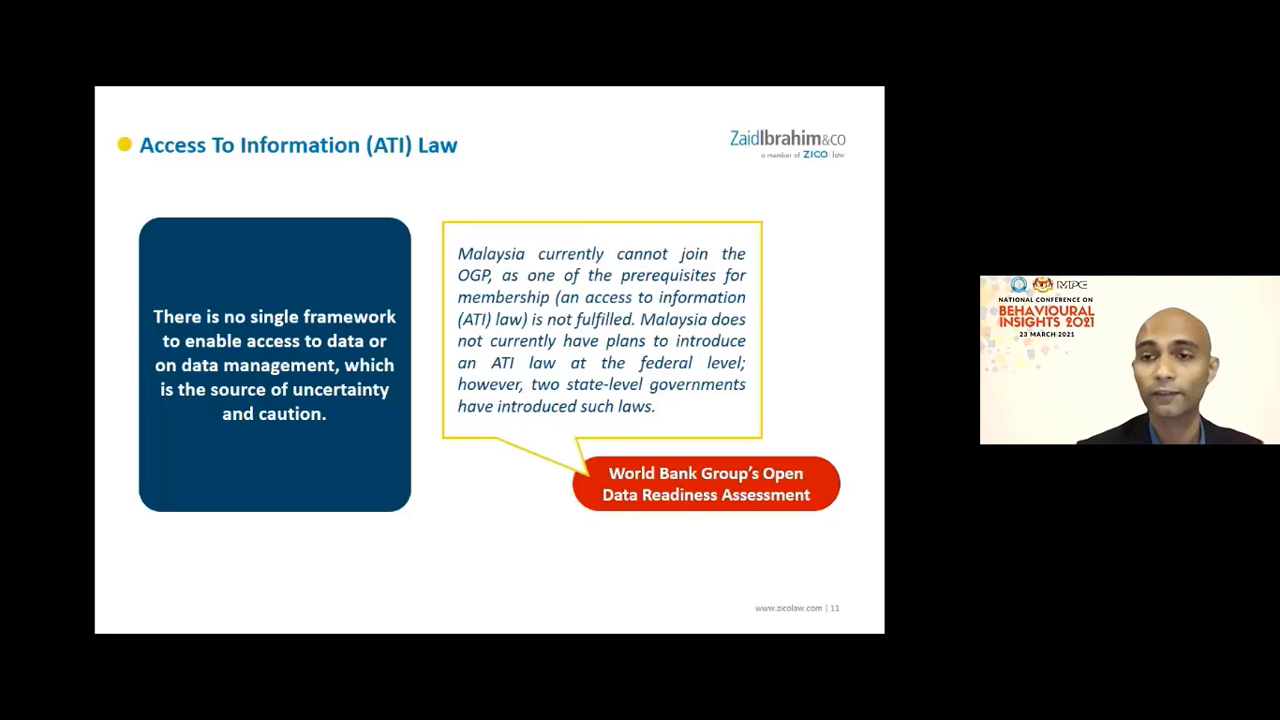 Access To Information (ATI) Law
ZaidIbrahim&co
a member of ZICO law
There is no single framework
to enable access to data or
on data management, which
is the source of uncertainty
and caution.
Malaysia currently cannot join the
OGP, as one of the prerequisites for
membership (an access to information
(ATI) law) is not fulfilled. Malaysia does
not currently have plans to introduce
an ATI law at the federal level;
however, two state-level governments
have introduced such laws.
World Bank Group's Open
Data Readiness Assessment
www.zicolaw.com | 11
MPC
NATIONAL CONFERENCE ON
BEHAVIOURAL
INSIGHTS 2021
23 MARCH 2021